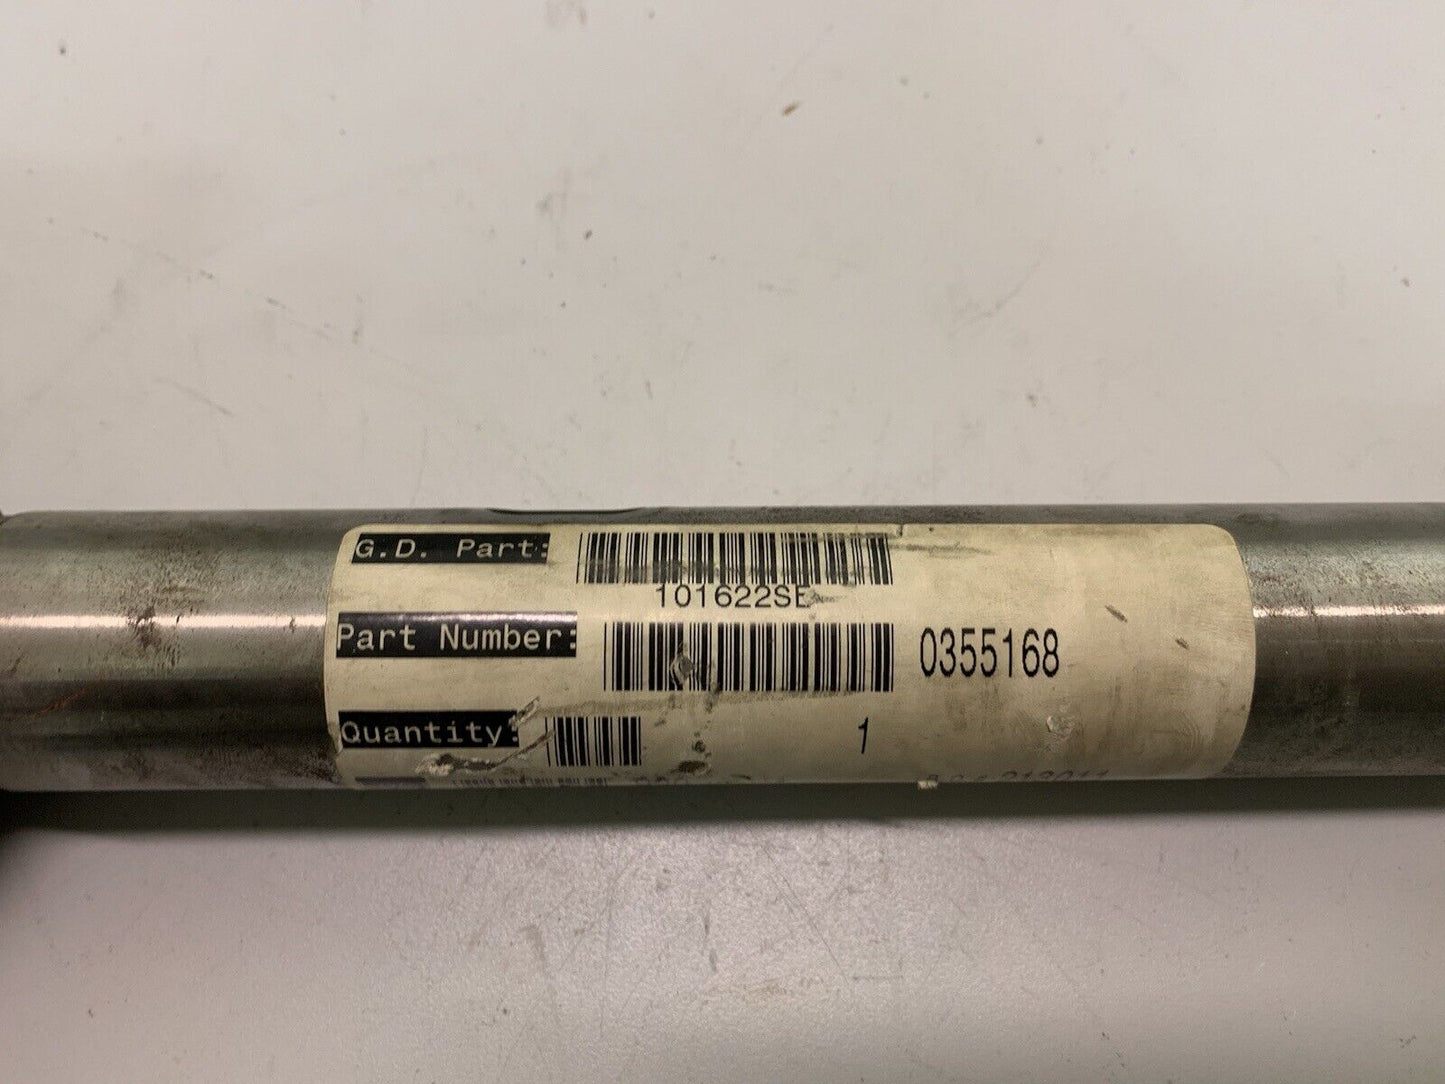 G.D. Part:
101622SE
Part Number: 0355168
Quantity: 1